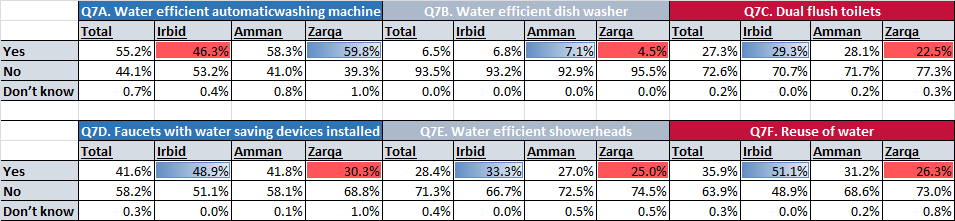 Q7A. Water efficient automaticwashing machine Q7B. Water efficient dish washer Q7C. Dual flush toilets
Total Irbid Amman Zarqa Total Irbid Amman Zarqa Total Irbid Amman Zarqa
Yes 55.2% 46.3% 58.3% 59.8% 6.5% 6.8% 7.1% 4.5% 27.3% 29.3% 28.1% 22.5%
No 44.1% 53.2% 41.0% 39.3% 93.5% 93.2% 92.9% 95.5% 72.6% 70.7% 71.7% 77.3%
Don't know 0.7% 0.4% 0.8% 1.0% 0.0% 0.0% 0.0% 0.0% 0.2% 0.0% 0.2% 0.3%
Q7D. Faucets with water saving devices installed Q7E. Water efficient showerheads Q7F. Reuse of water
Total Irbid Amman Zarqa Total Irbid Amman Zarqa Total Irbid Amman Zarqa
Yes 41.6% 48.9% 41.8% 30.3% 28.4% 33.3% 27.0% 25.0% 35.9% 51.1% 31.2% 26.3%
No 58.2% 51.1% 58.1% 68.8% 71.3% 66.7% 72.5% 74.5% 63.9% 48.9% 68.6% 73.0%
Don't know 0.3% 0.0% 0.1% 1.0% 0.4% 0.0% 0.5% 0.5% 0.3% 0.0% 0.2% 0.8%